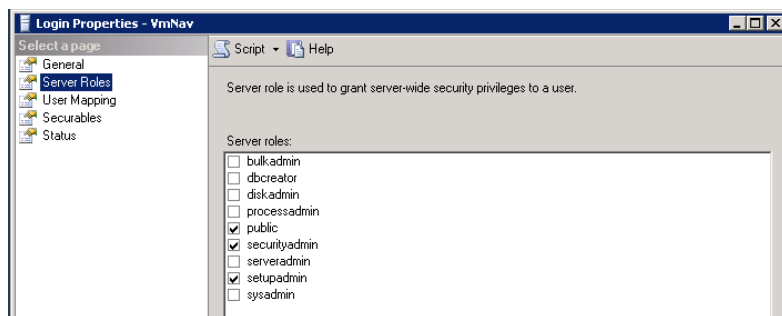 Login Properties - VmNav
Select a page
General
Server Roles
User Mapping
Securables
Status
Script Help
Server role is used to grant server-wide security privileges to a user.
Server roles:
bulkadmin
dbcreator
diskadmin
processadmin
public
securityadmin
serveradmin
setupadmin
sysadmin